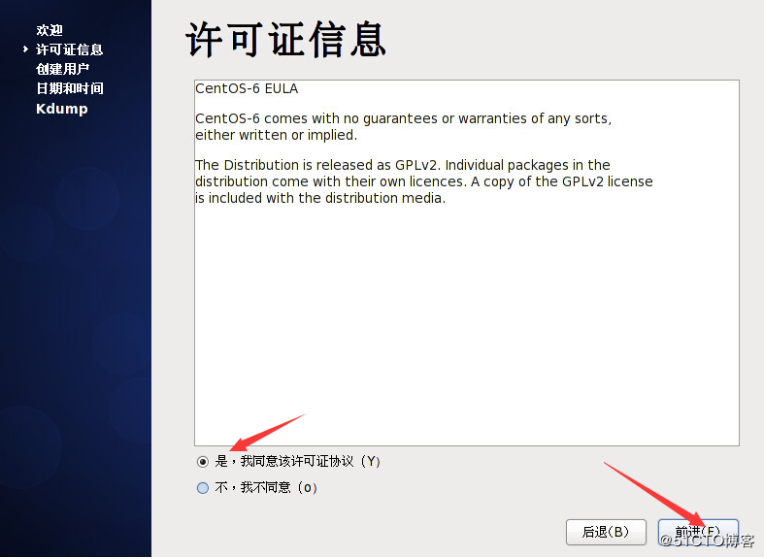 欢迎
许可证信息
创建用户
日期和时间
Kdump
许可证信息
CentOS-6 EULA
CentOS-6 comes with no guarantees or warranties of any sorts,
either written or implied.
The Distribution is released as GPLv2. Individual packages in the
distribution come with their own licences. A copy of the GPLv2 license
is included with the distribution media.
是，我同意该许可证协议（Y）
不，我不同意（o）
后退(B)
前进(F)
@51CTO博客